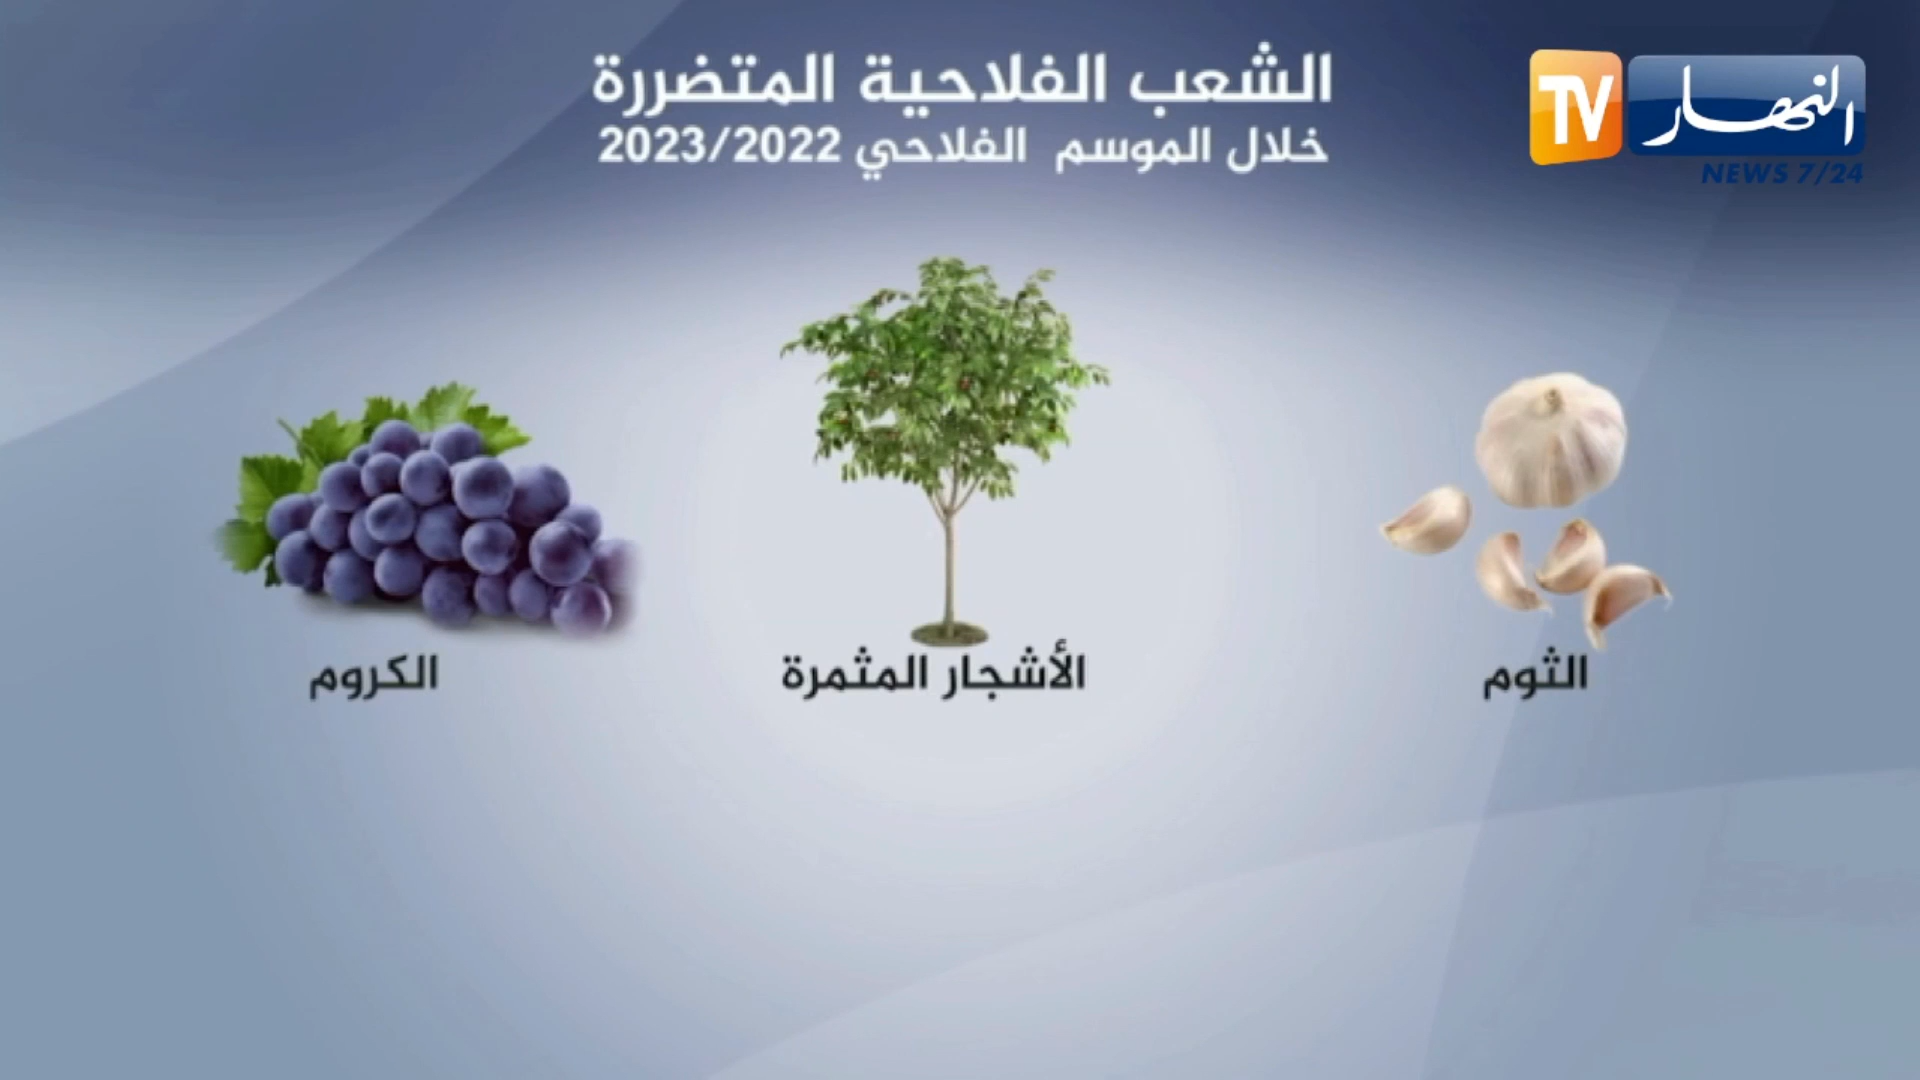 الشعب الفلاحية المتضررة
خلال الموسم الفلاحي 2023/2022
النهار TV
NEWS 7/24
الثوم
الأشجار المثمرة
الكروم